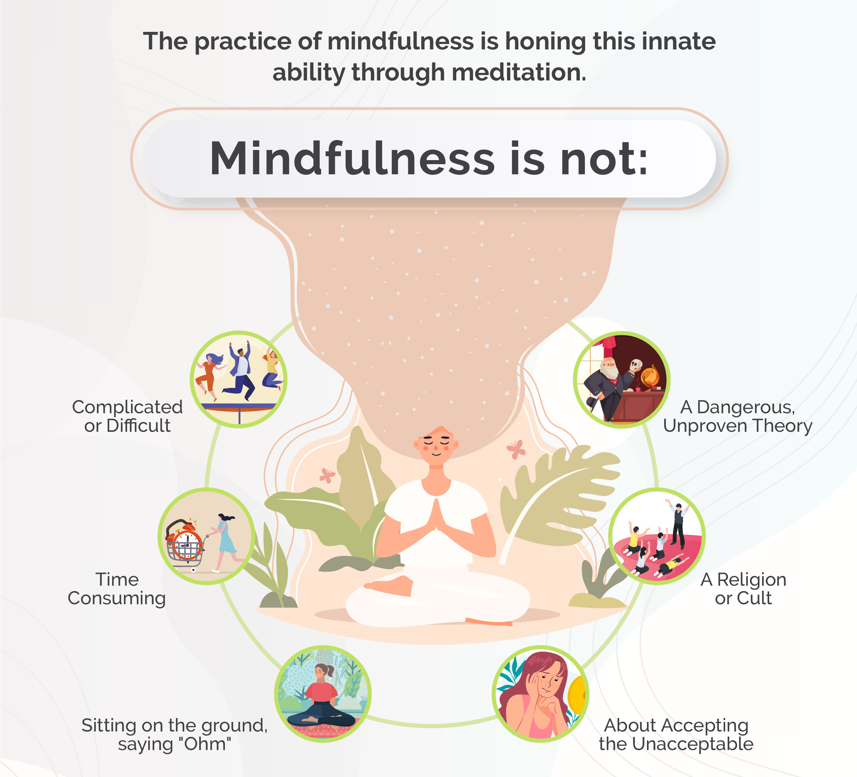 The practice of mindfulness is honing this innate
ability through meditation.
Mindfulness is not:
Complicated
or Difficult
A Dangerous,
Unproven Theory
Time
Consuming
A Religion
or Cult
Sitting on the ground,
saying "Ohm"
About Accepting
the Unacceptable